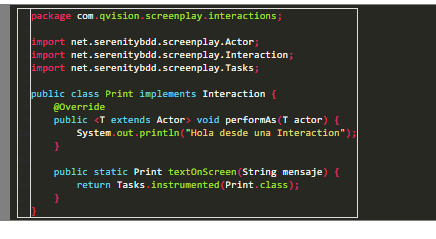 package com.qvision.screenplay.interactions;
import net.serenitybdd.screenplay.Actor;
import net.serenitybdd.screenplay.Interaction;
import net.serenitybdd.screenplay.Tasks;
public class Print implements Interaction {
@Override
public <T extends Actor> void performAs(T actor) {
System.out.println("Hola desde una Interaction");
}
public static Print textOnScreen(String mensaje) {
return Tasks.instrumented(Print.class);
}
}